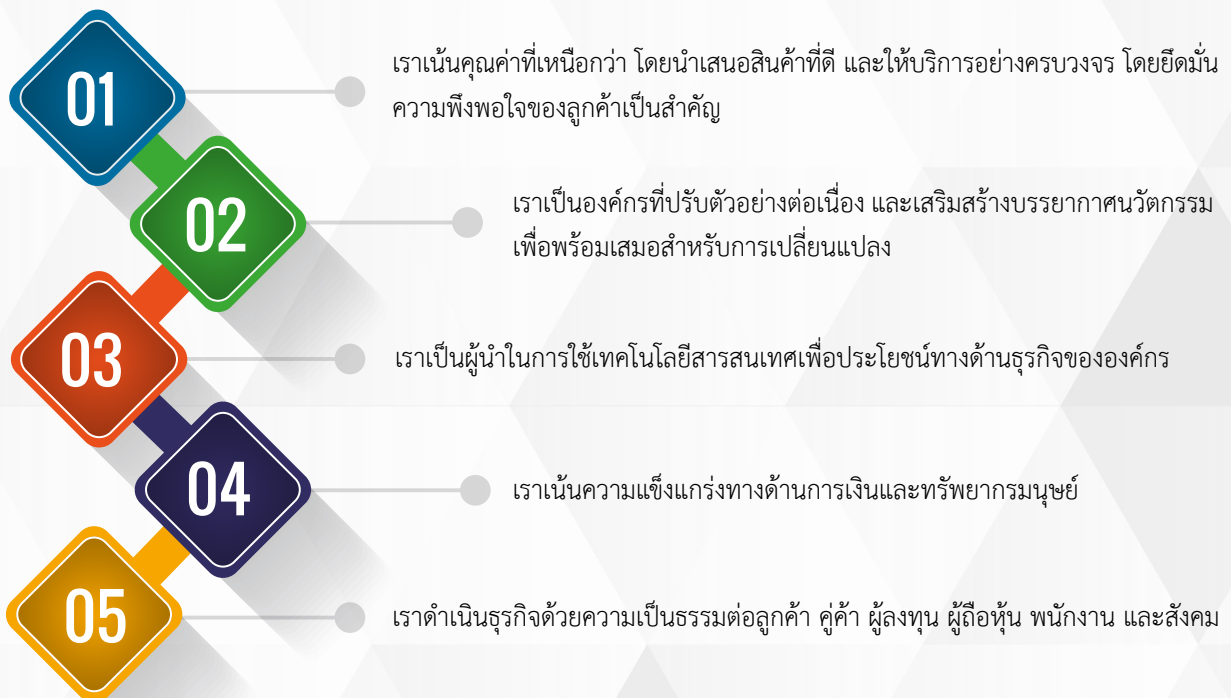 01
เราเน้นคุณค่าที่เหนือกว่า โดยนำเสนอสินค้าที่ดี และให้บริการอย่างครบวงจร โดยยึดมั่น
ความพึงพอใจของลูกค้าเป็นสำคัญ
02
เราเป็นองค์กรที่ปรับตัวอย่างต่อเนื่อง และเสริมสร้างบรรยากาศนวัตกรรม
เพื่อพร้อมเสมอสำหรับการเปลี่ยนแปลง
03
เราเป็นผู้นำในการใช้เทคโนโลยีสารสนเทศเพื่อประโยชน์ทางด้านธุรกิจขององค์กร
04
เราเน้นความแข็งแกร่งทางด้านการเงินและทรัพยากรมนุษย์
05
เราดำเนินธุรกิจด้วยความเป็นธรรมต่อลูกค้า คู่ค้า ผู้ลงทุน ผู้ถือหุ้น พนักงาน และสังคม